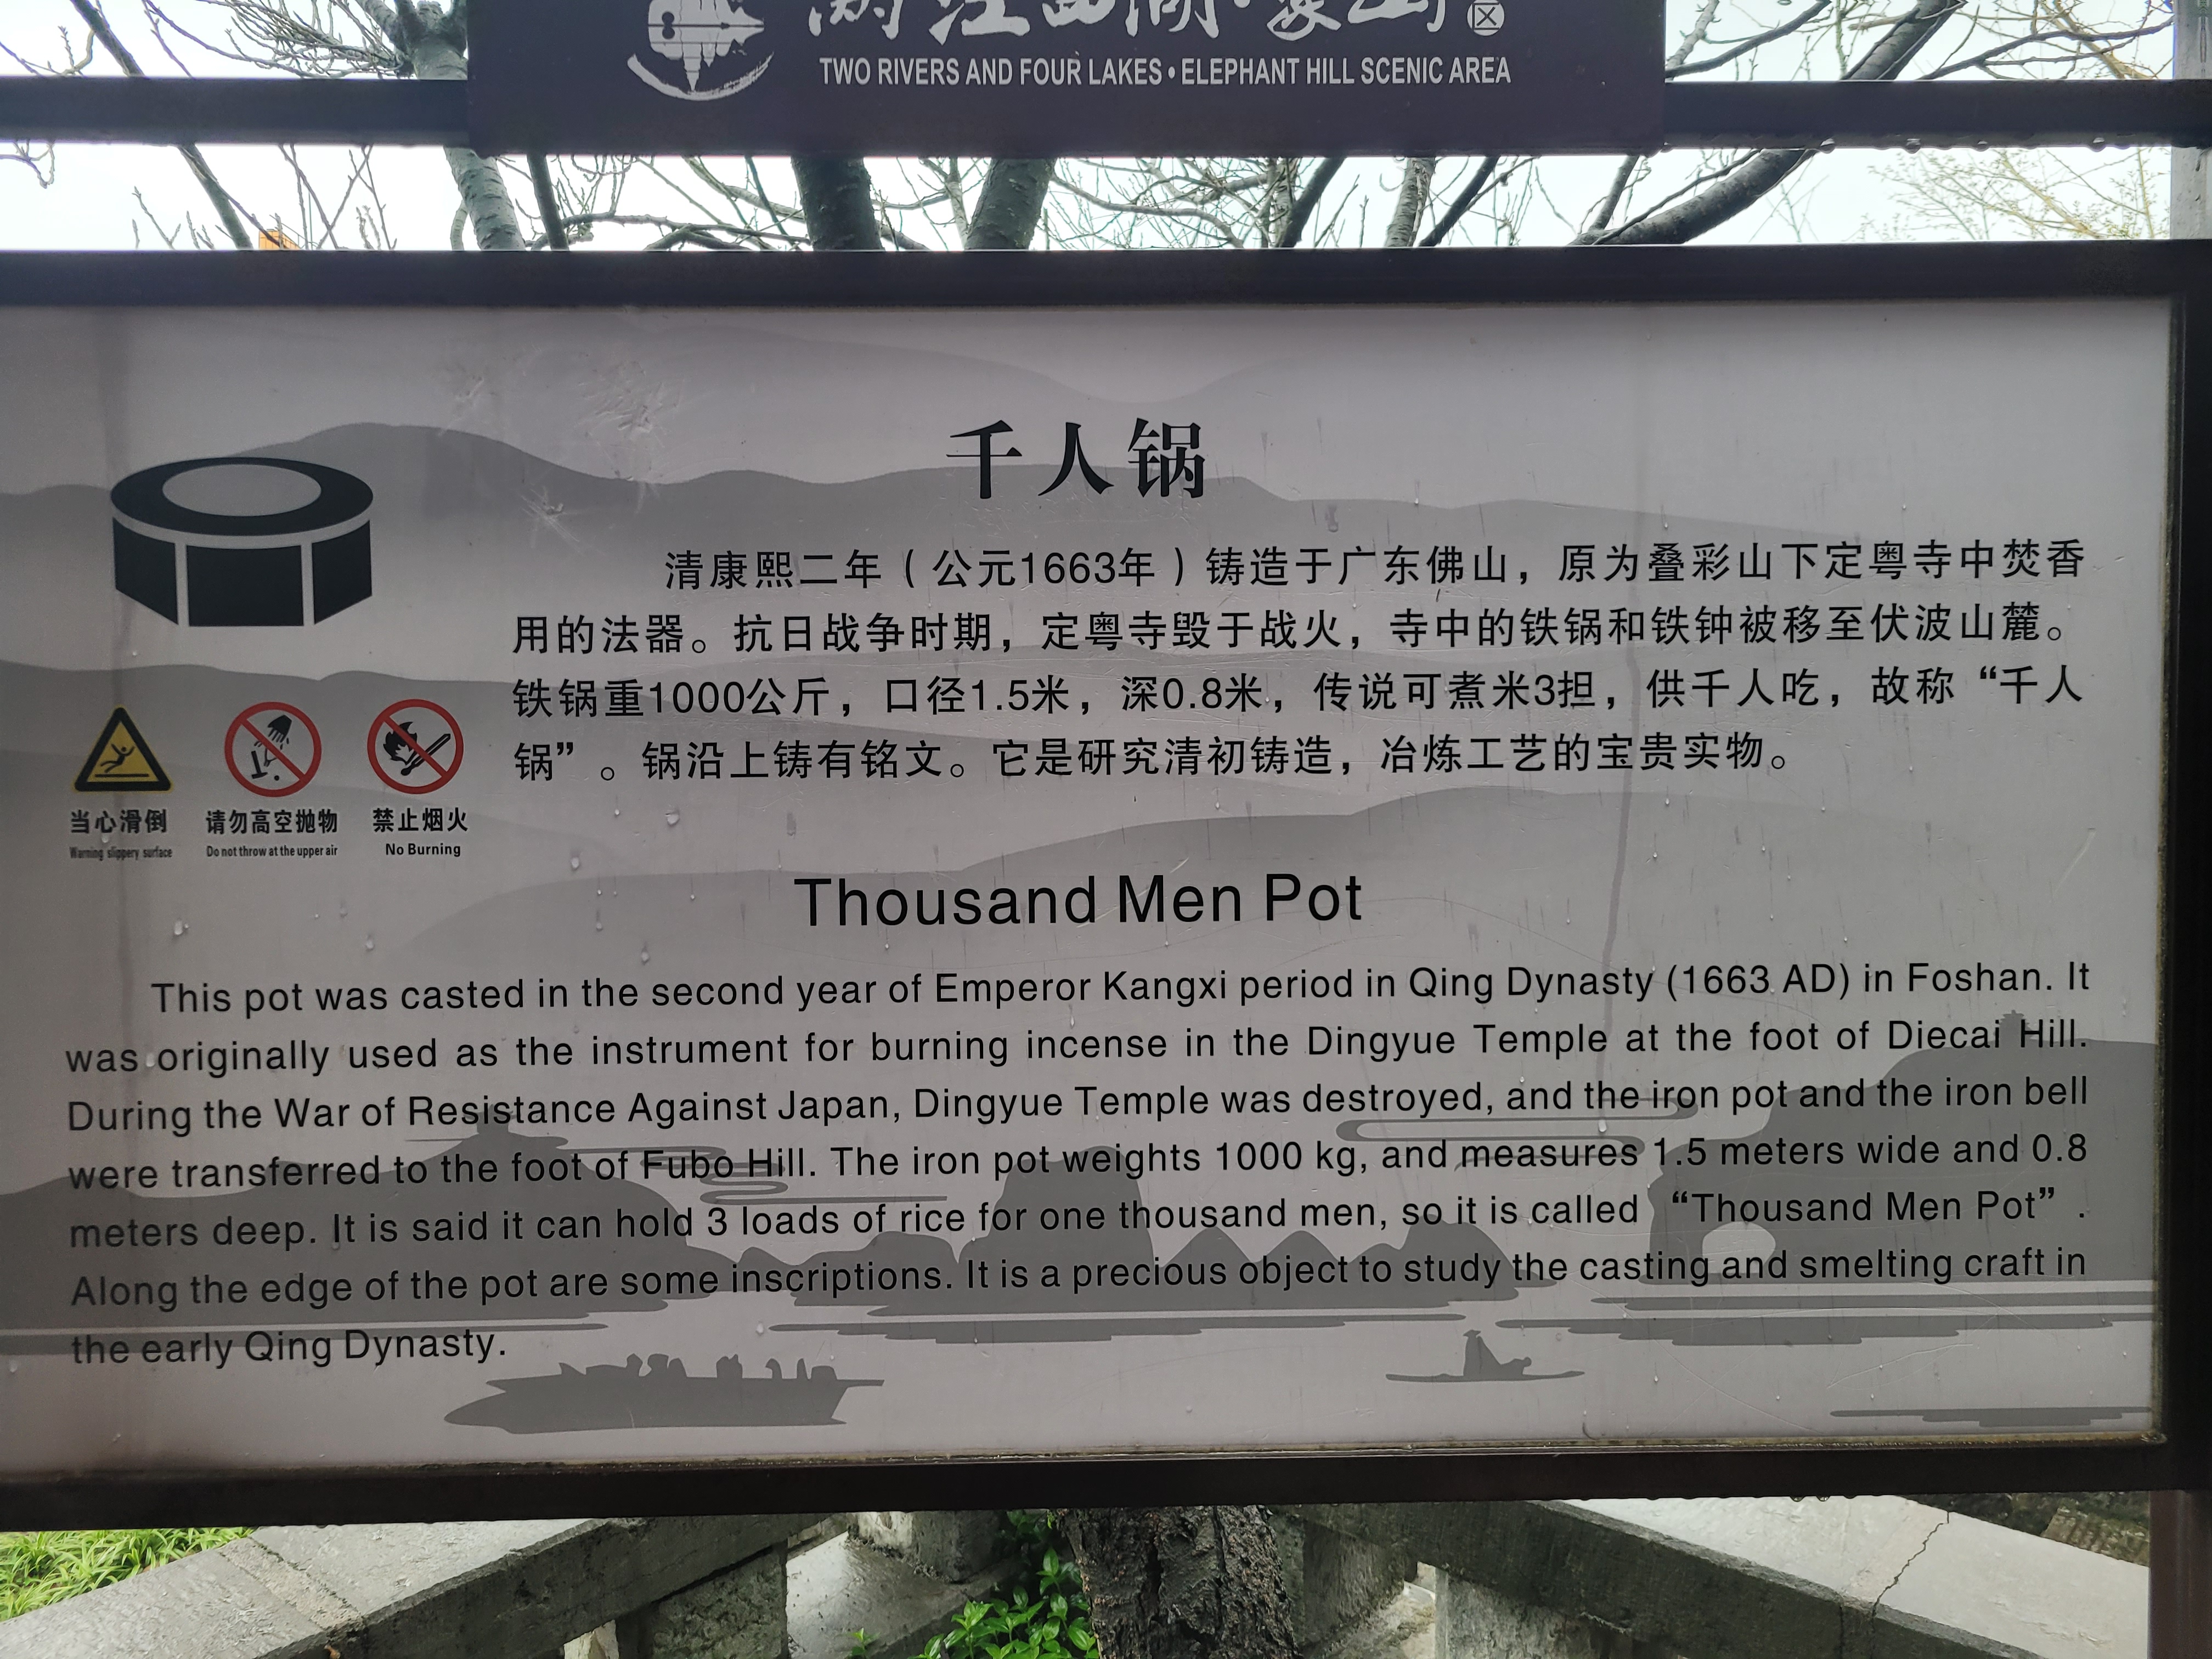 两江四湖·象山 区
TWO RIVERS AND FOUR LAKES • ELEPHANT HILL SCENIC AREA
千人锅
清康熙二年（公元1663年）铸造于广东佛山，原为叠彩山下定粤寺中焚香
用的法器。抗日战争时期，定粤寺毁于战火，寺中的铁锅和铁钟被移至伏波山麓。
铁锅重1000公斤，口径1.5米，深0.8米，传说可煮米3担，供千人吃，故称“千人
锅”。锅沿上铸有铭文。它是研究清初铸造，冶炼工艺的宝贵实物。
当心滑倒
Warning slippery surface
请勿高空抛物
Do not throw at the upper air
禁止烟火
No Burning
Thousand Men Pot
This pot was casted in the second year of Emperor Kangxi period in Qing Dynasty (1663 AD) in Foshan. It
was originally used as the instrument for burning incense in the Dingyue Temple at the foot of Diecai Hill.
During the War of Resistance Against Japan, Dingyue Temple was destroyed, and the iron pot and the iron bell
were transferred to the foot of Fubo Hill. The iron pot weights 1000 kg, and measures 1.5 meters wide and 0.8
meters deep. It is said it can hold 3 loads of rice for one thousand men, so it is called “Thousand Men Pot”.
Along the edge of the pot are some inscriptions. It is a precious object to study the casting and smelting craft in
the early Qing Dynasty.